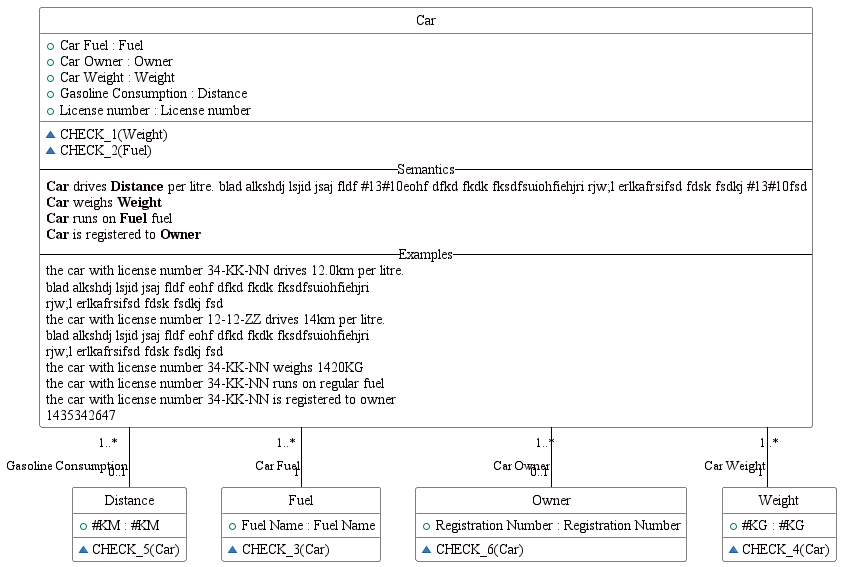 Car
Car Fuel : Fuel
Car Owner : Owner
Car Weight : Weight
Gasoline Consumption : Distance
License number : License number
CHECK_1(Weight)
CHECK_2(Fuel)
Semantics
Car drives Distance per litre. blad alkshdj lsjid jsaj fldf #13#10eohf dfkd fkdk fksdfsuiohfiehjri rjw;l erlkafrsifsd fdsk fsdkj #13#10fsd
Car weighs Weight
Car runs on Fuel fuel
Car is registered to Owner
Examples
the car with license number 34-KK-NN drives 12.0km per litre.
blad alkshdj lsjid jsaj fldf eohf dfkd fkdk fksdfsuiohfiehjri
rjw;l erlkafrsifsd fdsk fsdkj fsd
the car with license number 12-12-ZZ drives 14km per litre.
blad alkshdj lsjid jsaj fldf eohf dfkd fkdk fksdfsuiohfiehjri
rjw;l erlkafrsifsd fdsk fsdkj fsd
the car with license number 34-KK-NN weighs 1420KG
the car with license number 34-KK-NN runs on regular fuel
the car with license number 34-KK-NN is registered to owner
1435342647
1..* 1..* 1..* 1..*
Gasoline Consumption Car Fuel Car Owner Car Weight
0..1 1 0..1 1
Distance
#KM : #KM
CHECK_5(Car)
Fuel
Fuel Name : Fuel Name
CHECK_3(Car)
Owner
Registration Number : Registration Number
CHECK_6(Car)
Weight
#KG : #KG
CHECK_4(Car)